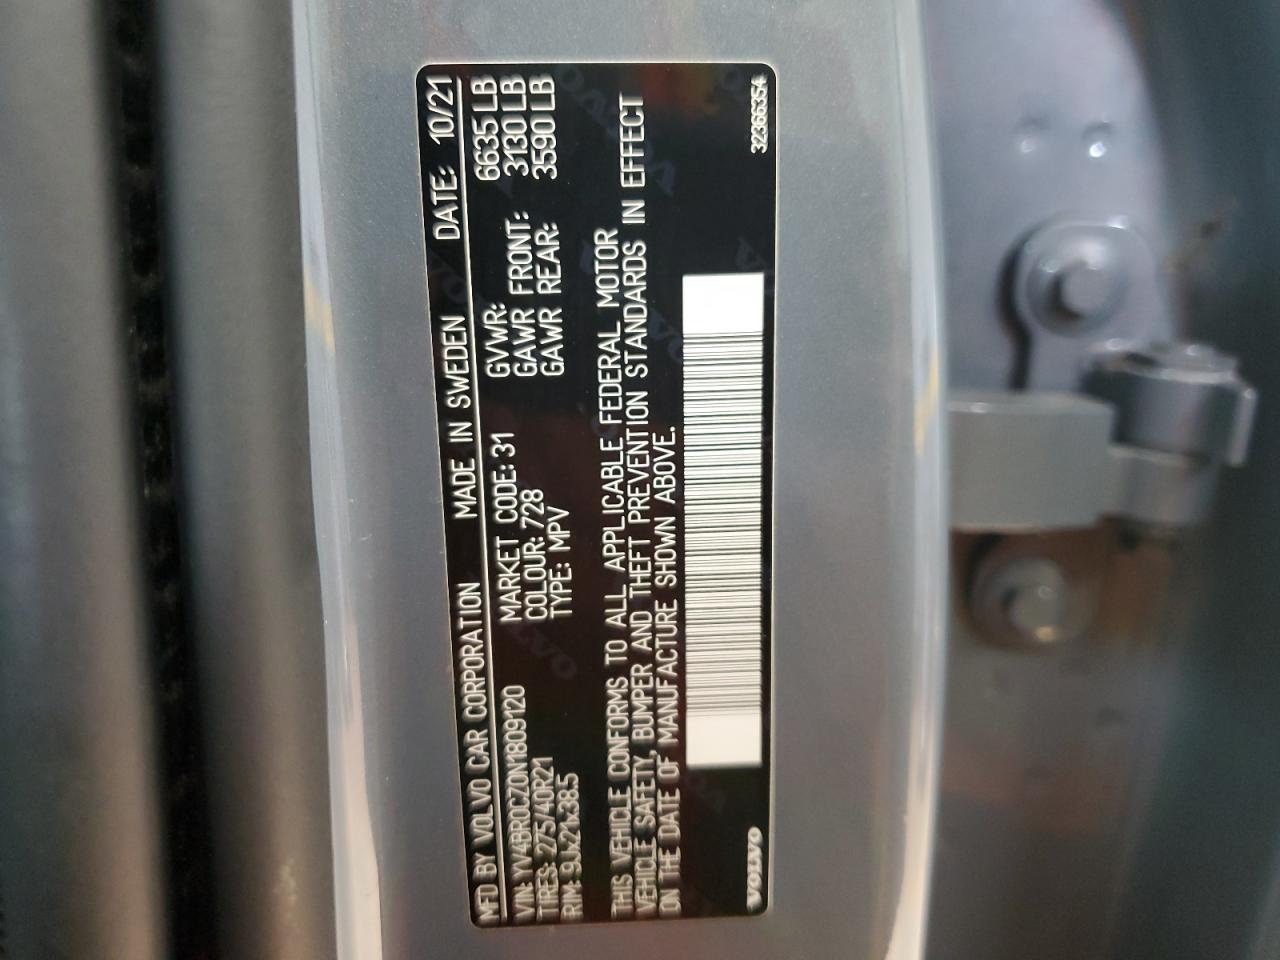 MFD BY VOLVO CAR CORPORATION MADE IN SWEDEN DATE: 10/21
VIN: YV4BR0CZ0N1809120 MARKET CODE: 31 GVWR: 6635 LB
TIRES: 275/40R21 COLOUR: 728 GAWR FRONT: 3130 LB
RIM: 9Jx21x38.5 TYPE: MPV GAWR REAR: 3590 LB
THIS VEHICLE CONFORMS TO ALL APPLICABLE FEDERAL MOTOR
VEHICLE SAFETY, BUMPER AND THEFT PREVENTION STANDARDS IN EFFECT
ON THE DATE OF MANUFACTURE SHOWN ABOVE.
VOLVO 32366354